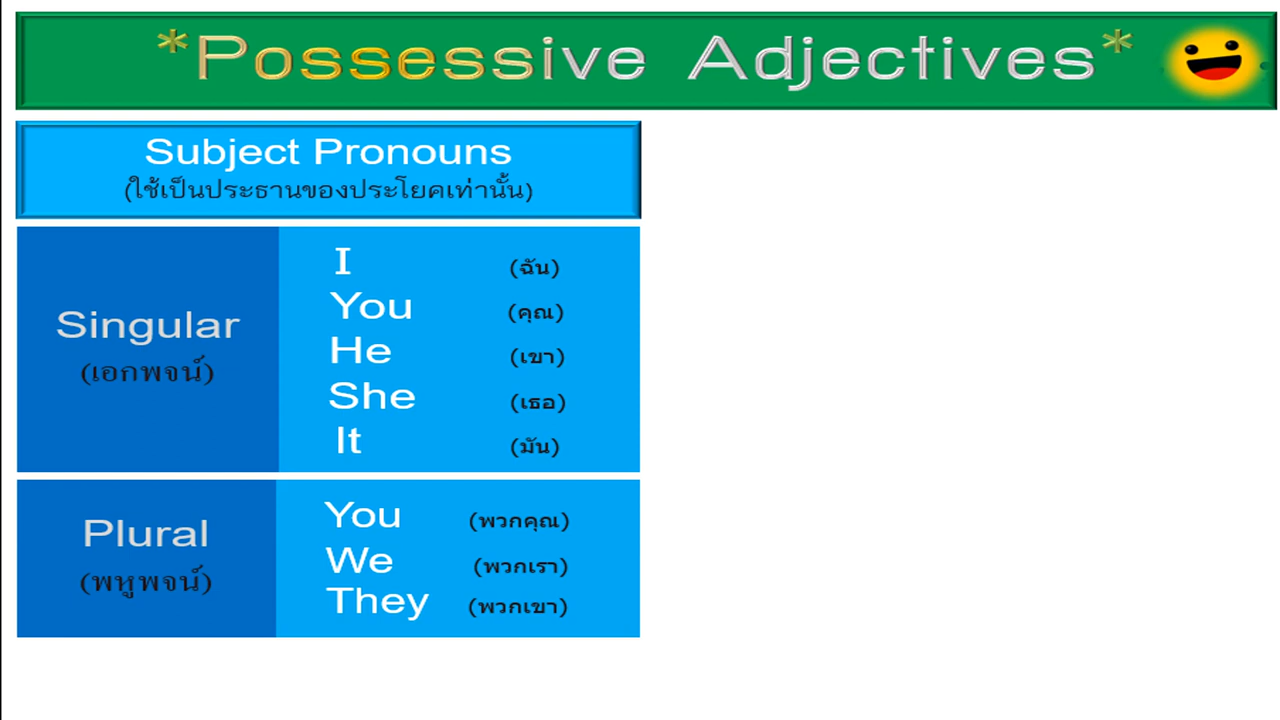 *Possessive Adjectives*
Subject Pronouns
(ใช้เป็นประธานของประโยคเท่านั้น)
Singular
(เอกพจน์)
I (ฉัน)
You (คุณ)
He (เขา)
She (เธอ)
It (มัน)
Plural
(พหูพจน์)
You (พวกคุณ)
We (พวกเรา)
They (พวกเขา)